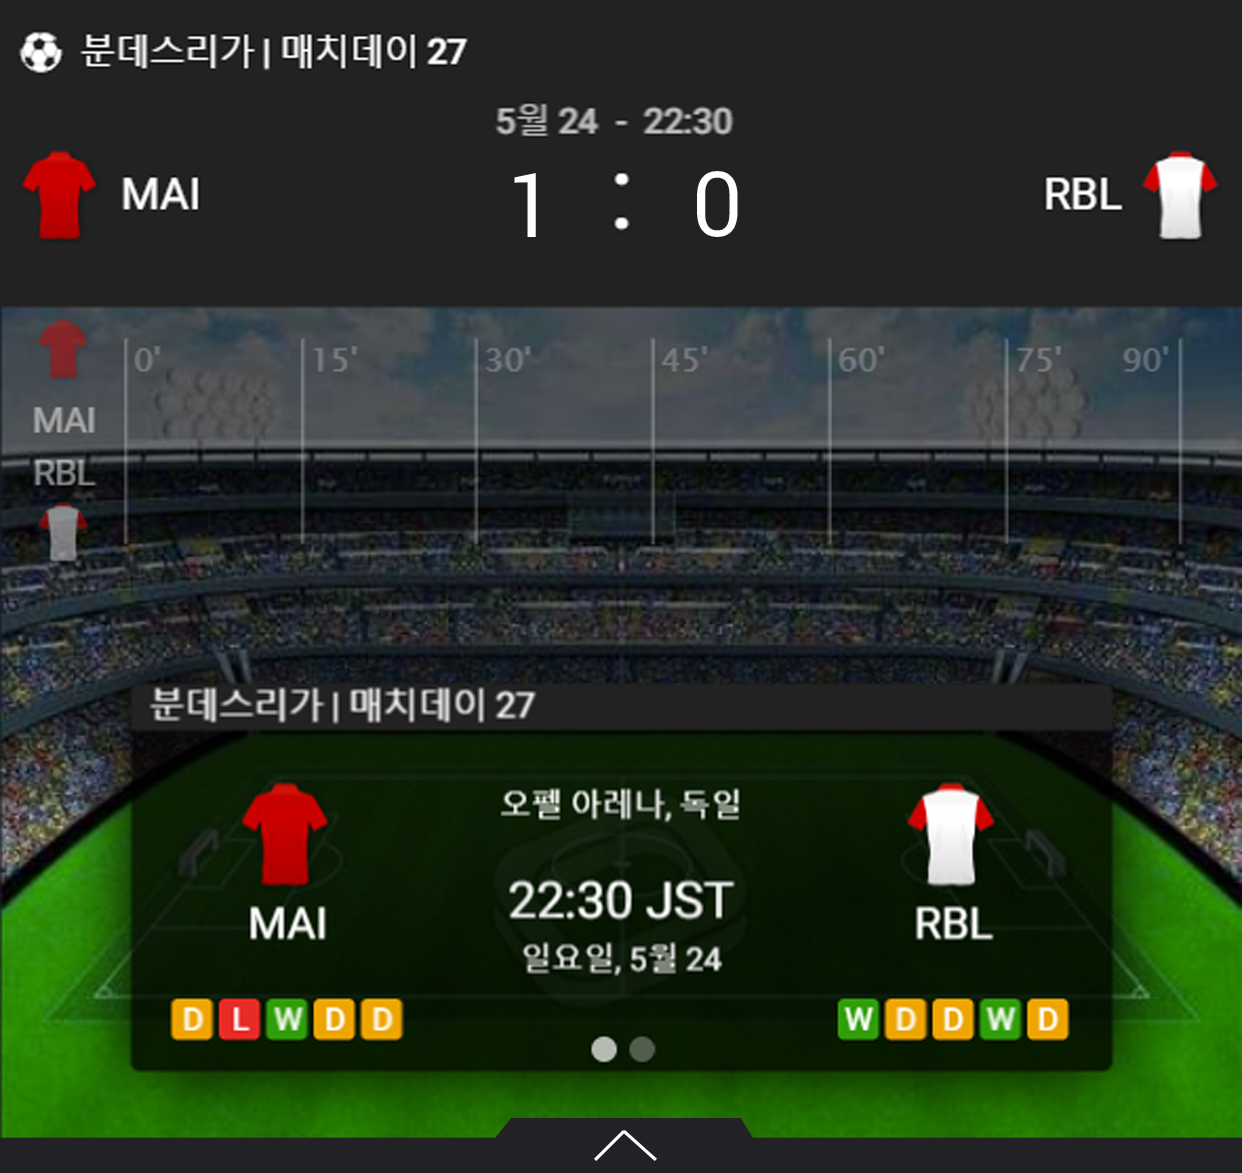 분데스리가 | 매치데이 27
5월 24 - 22:30
MAI 1 : 0 RBL
0' 15' 30' 45' 60' 75' 90'
MAI
RBL
분데스리가 | 매치데이 27
오펠 아레나, 독일
22:30 JST
MAI RBL
일요일, 5월 24
D L W D D W D D W D